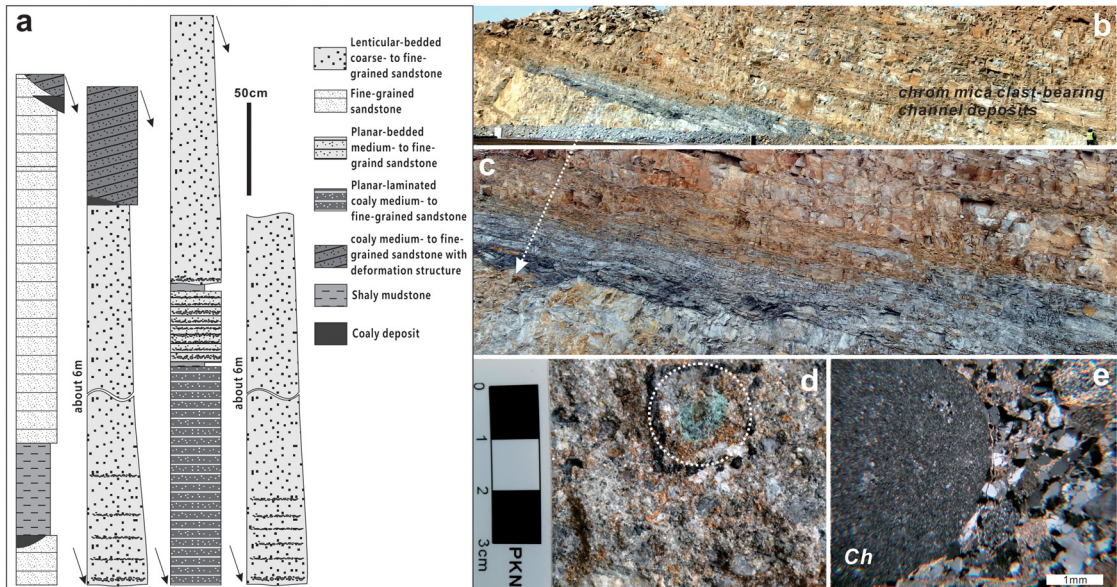 a
50cm
about 6m
about 6m
Lenticular-bedded
coarse- to fine-
grained sandstone
Fine-grained
sandstone
Planar-bedded
medium- to fine-
graind sandstone
Planar-laminated
coaly medium- to
fine-grained sandstone
coaly medium- to fine-
grained sandstone with
deformation structure
Shaly mudstone
Coaly deposit
b
chrom mica clast-bearing
channel deposits
c
d
0
1
2
3cm
PKN
e
Ch
1mm